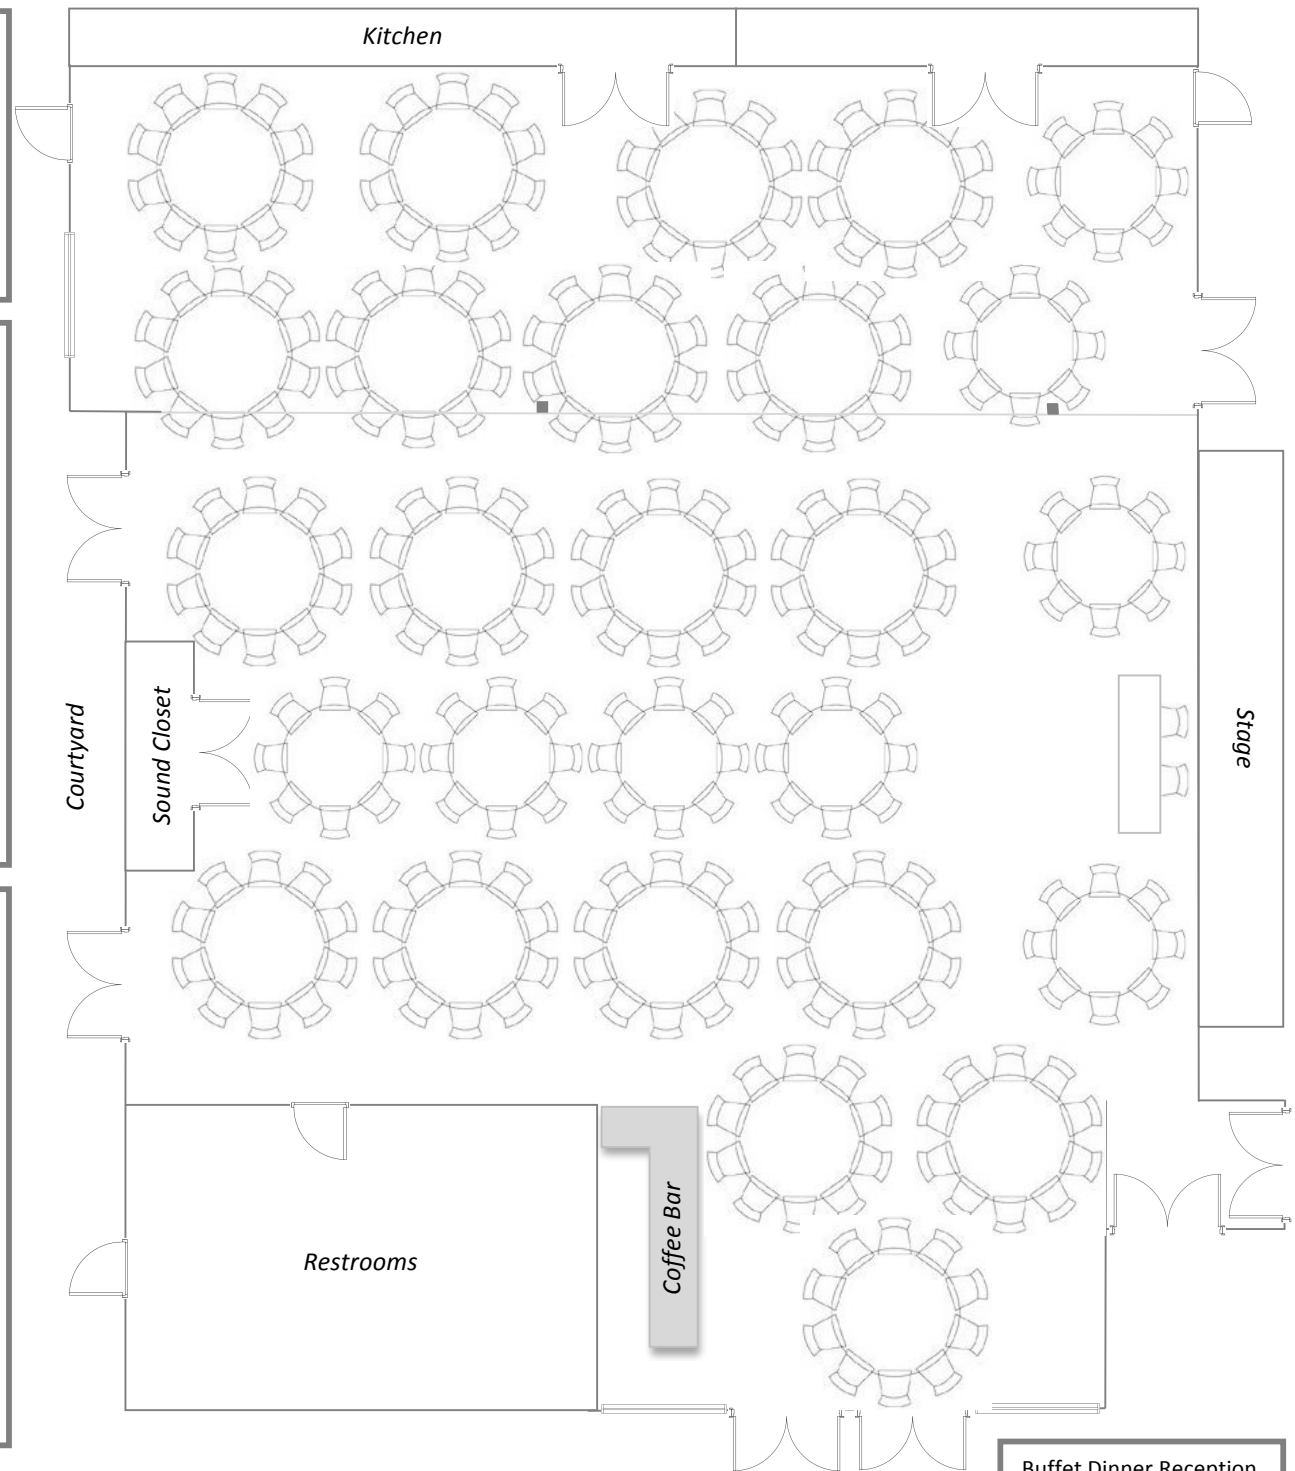 Kitchen
Courtyard
Sound Closet
Stage
Restrooms
Coffee Bar
Buffet Dinner Reception